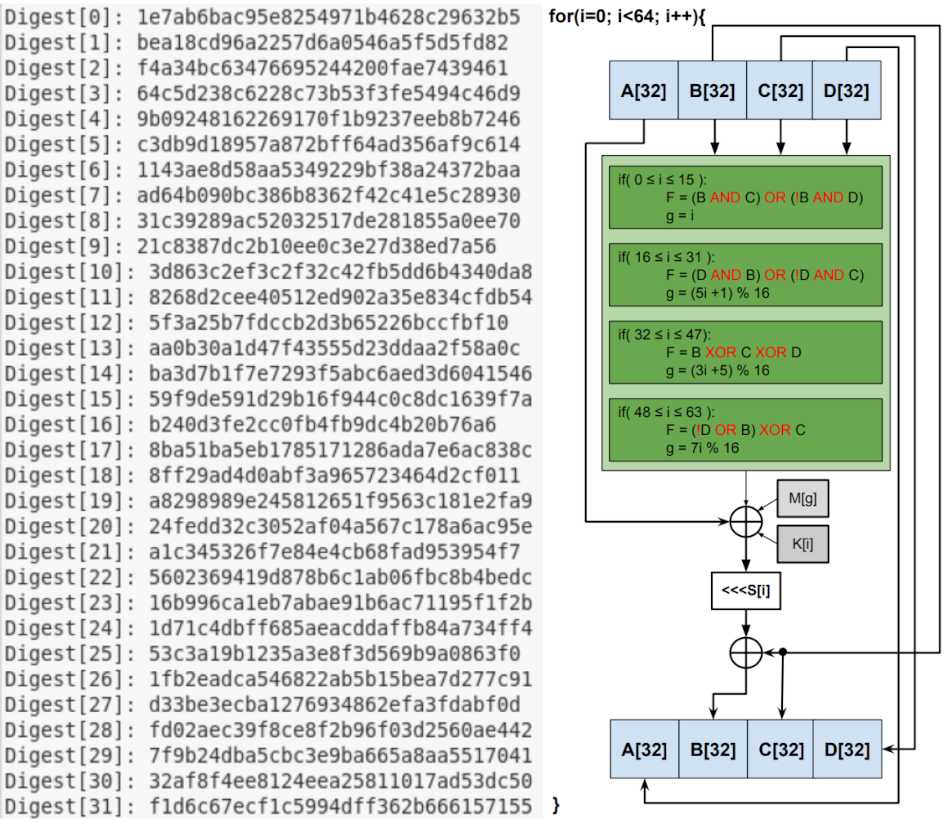 Digest[0]: 1e7ab6bac95e8254971b4628c29632b5
Digest[1]: bea18cd96a2257d6a0546a5f5d5fd82
Digest[2]: f4a34bc63476695244200fae7439461
Digest[3]: 64c5d238c6228c73b53f3fe5494c46d9
Digest[4]: 9b09248162269170f1b9237eeb8b7246
Digest[5]: c3db9d18957a872bff64ad356af9c614
Digest[6]: 1143ae8d58aa5349229bf38a24372baa
Digest[7]: ad64b090bc386b8362f42c41e5c28930
Digest[8]: 31c39289ac52032517de281855a0ee70
Digest[9]: 21c8387dc2b10ee0c3e27d38ed7a56
Digest[10]: 3d863c2ef3c2f32c42fb5dd6b4340da8
Digest[11]: 8268d2cee40512ed902a35e834cfdb54
Digest[12]: 5f3a25b7fdccb2d3b65226bccfbf10
Digest[13]: aa0b30a1d47f43555d23ddaa2f58a0c
Digest[14]: ba3d7b1f7e7293f5abc6aed3d6041546
Digest[15]: 59f9de591d29b16f944c0c8dc1639f7a
Digest[16]: b240d3fe2cc0fb4fb9dc4b20b76a6
Digest[17]: 8ba51ba5eb1785171286ada7e6ac838c
Digest[18]: 8ff29ad4d0abf3a965723464d2cf011
Digest[19]: a8298989e245812651f9563c181e2fa9
Digest[20]: 24fedd32c3052af04a567c178a6ac95e
Digest[21]: a1c345326f7e84e4cb68fad953954f7
Digest[22]: 5602369419d878b6c1ab06fbc8b4bedc
Digest[23]: 16b996ca1eb7abae91b6ac71195f1f2b
Digest[24]: 1d71c4dbff685aeacddaffb84a734ff4
Digest[25]: 53c3a19b1235a3e8f3d569b9a0863f0
Digest[26]: 1fb2eadca546822ab5b15bea7d277c91
Digest[27]: d33be3ecba1276934862efa3fdabf0d
Digest[28]: fd02aec39f8ce8f2b96f03d2560ae442
Digest[29]: 7f9b24dba5cbc3e9ba665a8aa5517041
Digest[30]: 32af8f4ee8124eea25811017ad53dc50
Digest[31]: f1d6c67ecf1c5994dff362b666157155
for(i=0; i<64; i++){
A[32] B[32] C[32] D[32]
if( 0 ≤ i ≤ 15 ):
F = (B AND C) OR (!B AND D)
g = i
if( 16 ≤ i ≤ 31 ):
F = (D AND B) OR (!D AND C)
g = (5i +1) % 16
if( 32 ≤ i ≤ 47):
F = B XOR C XOR D
g = (3i +5) % 16
if( 48 ≤ i ≤ 63 ):
F = (!D OR B) XOR C
g = 7i % 16
M[g]
K[i]
<<<S[i]
A[32] B[32] C[32] D[32]
}